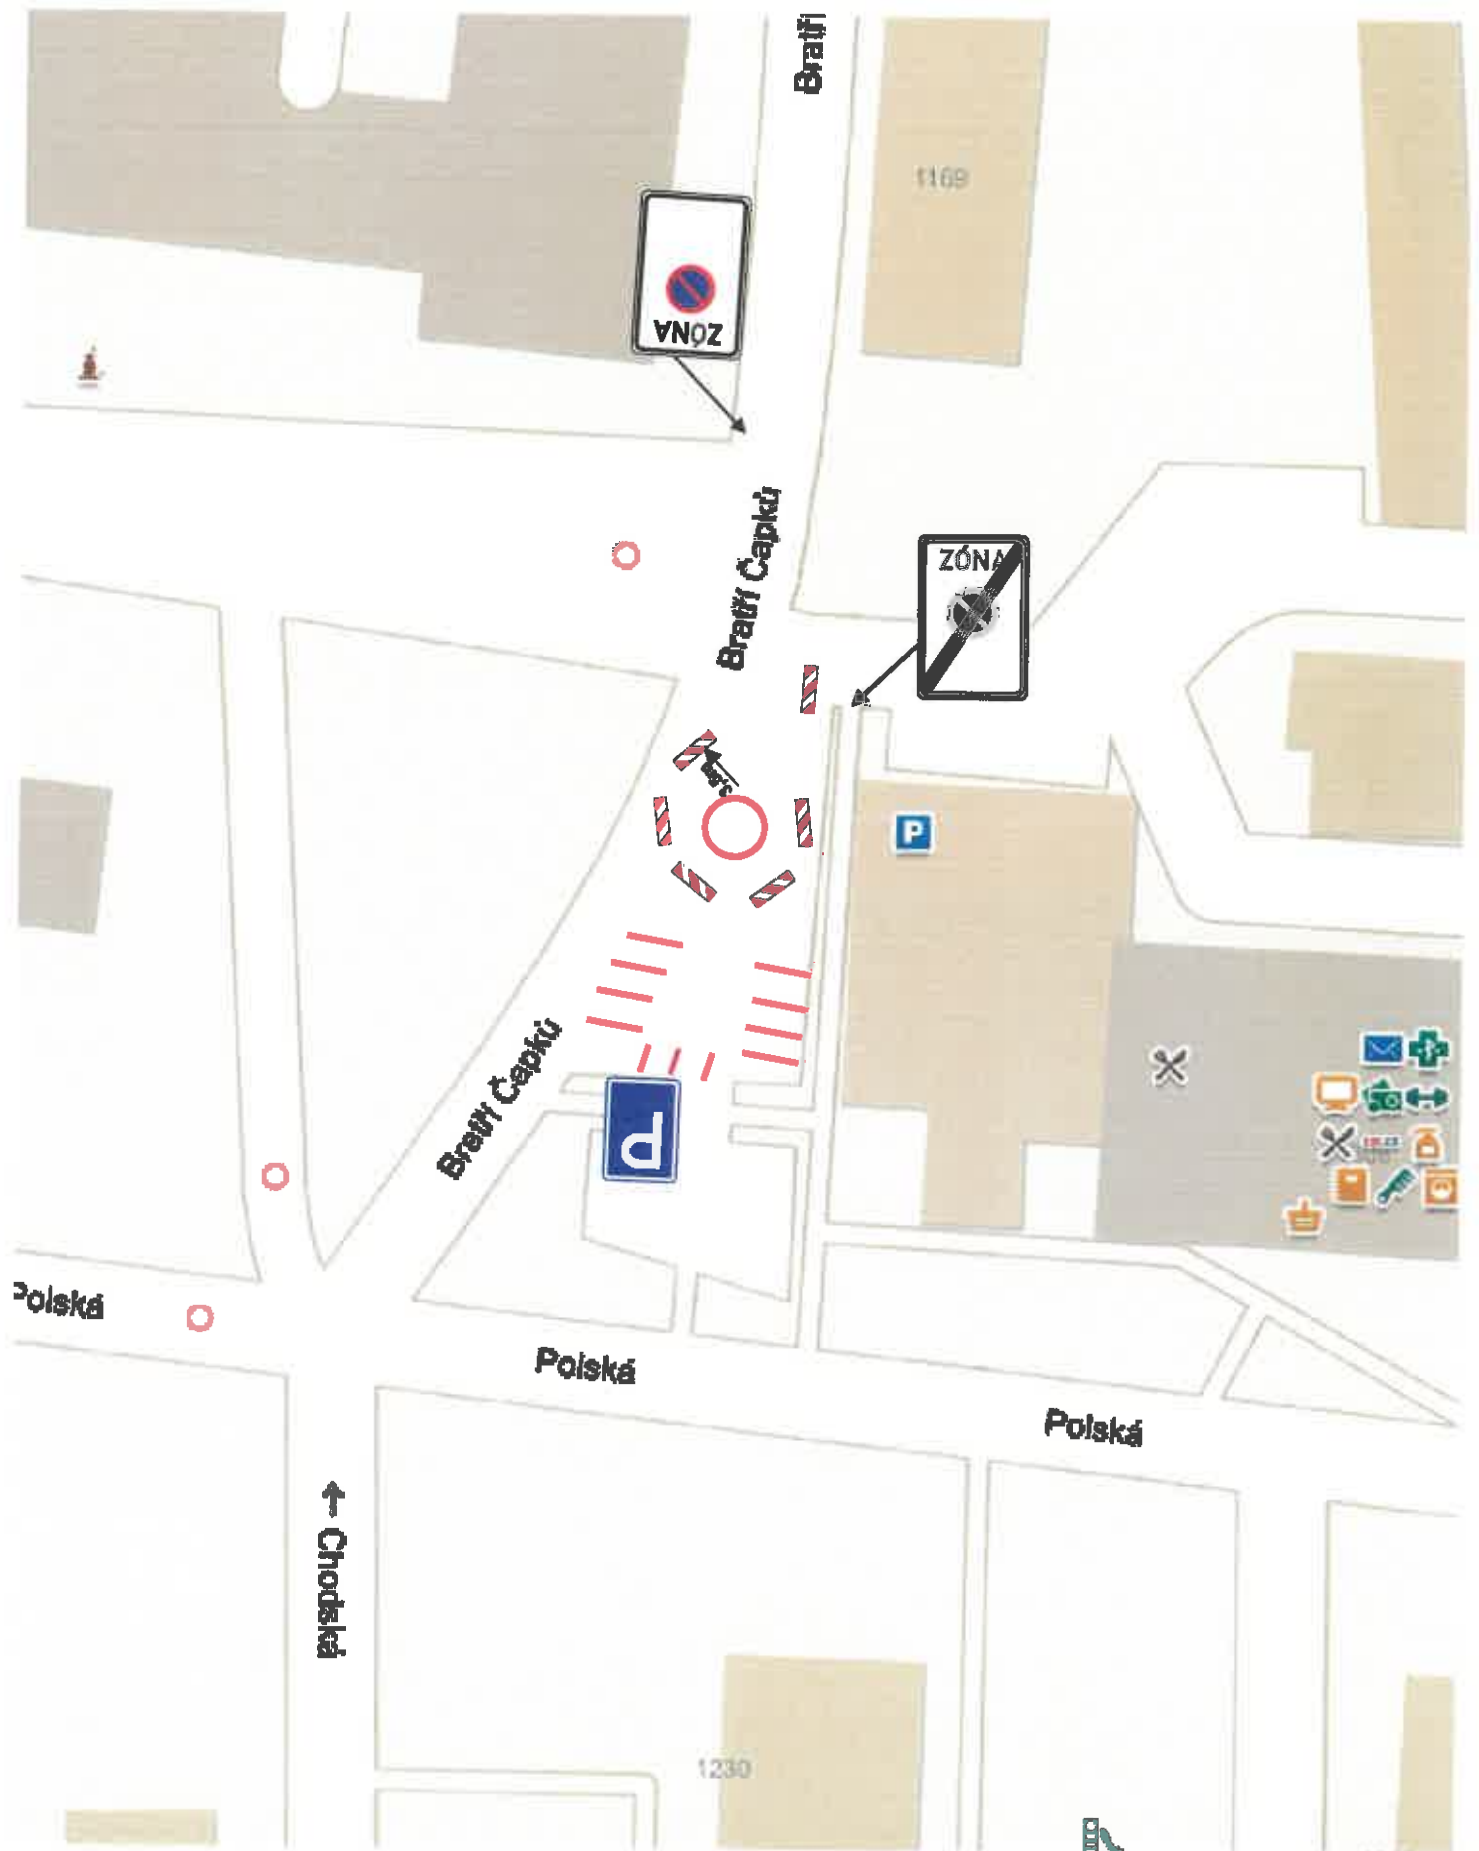 Bratří
1169
ZÓNA
Bratří Čapků
ZÓNA
P
Bratří Čapků
P
Polská
Polská
Polská
← Chodská
1230